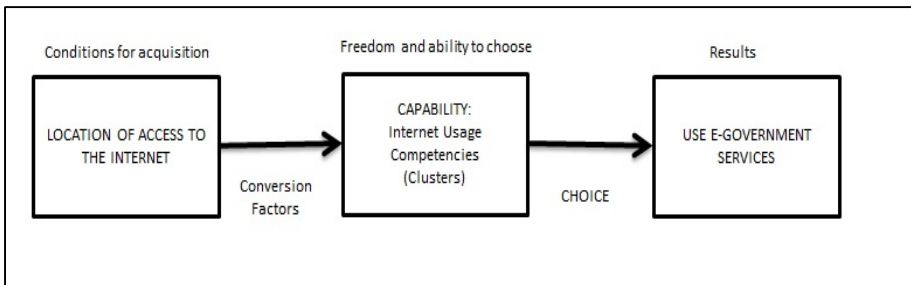 Conditions for acquisition
Freedom and ability to choose
Results
LOCATION OF ACCESS TO
THE INTERNET
Conversion
Factors
CAPABILITY:
Internet Usage
Competencies
(Clusters)
CHOICE
USE E-GOVERNMENT
SERVICES